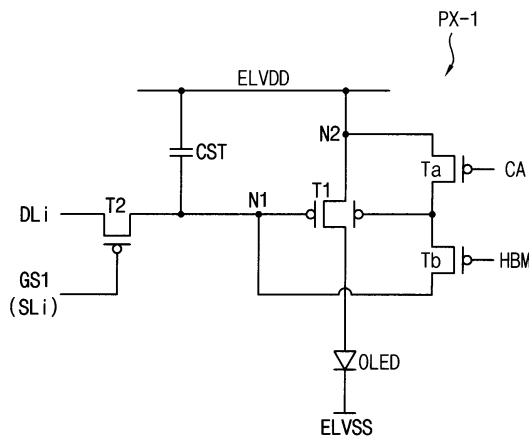 PX-1
ELVDD
N2
CST
Ta
CA
T2
N1
T1
DLi
Tb
HBM
GS1
(SLi)
OLED
ELVSS